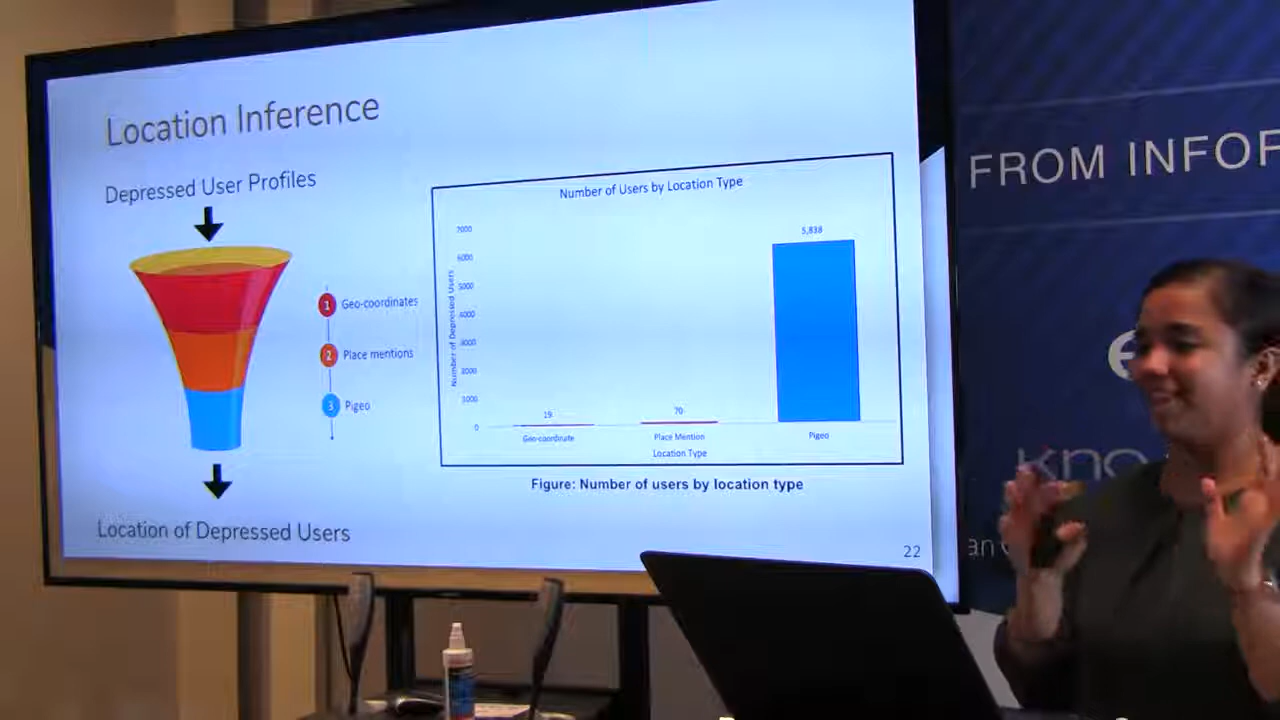 Location Inference
Depressed User Profiles
1 Geo-coordinates
2 Place mentions
3 Pigeo
Location of Depressed Users
Number of Users by Location Type
Number of Depressed Users
7000
6000
5000
4000
3000
2000
1000
0
19
70
5,838
Geo-coordinate
Place Mention
Pigeo
Location Type
Figure: Number of users by location type
22
FROM INFOR
e
kno
an